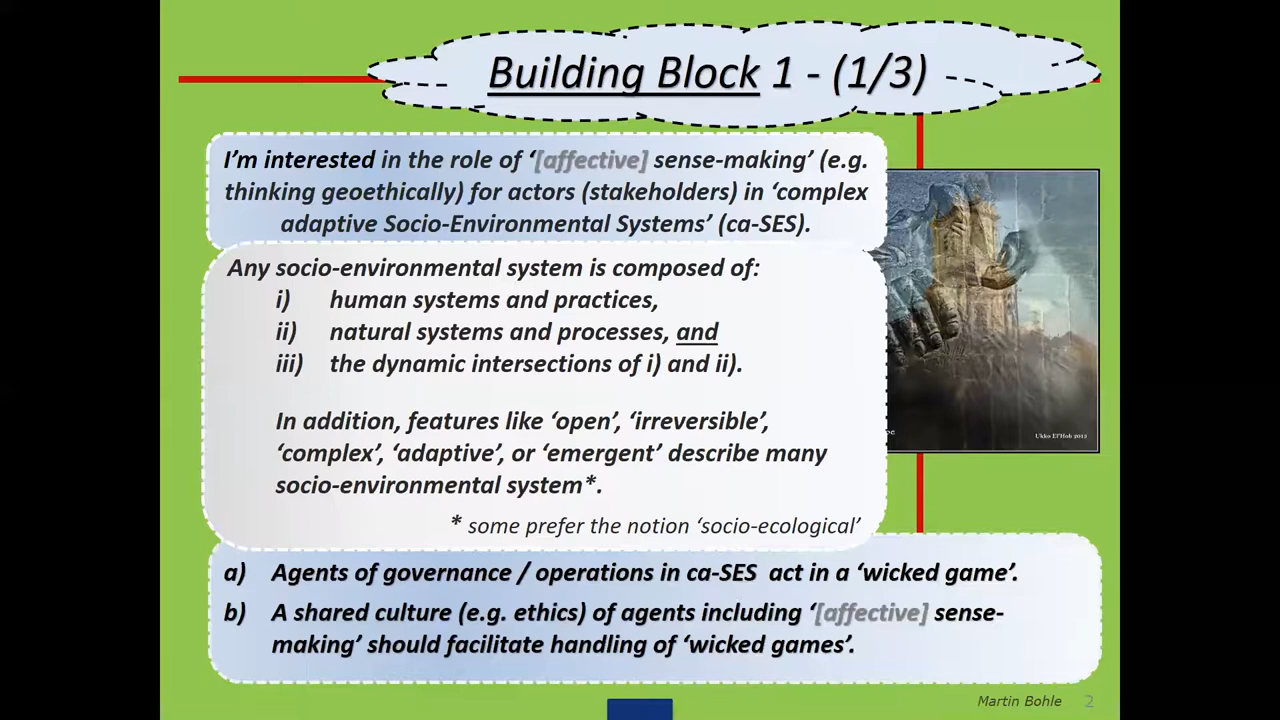 Building Block 1 - (1/3)
I’m interested in the role of ‘[affective] sense-making’ (e.g.
thinking geoethically) for actors (stakeholders) in ‘complex
adaptive Socio-Environmental Systems’ (ca-SES).
Any socio-environmental system is composed of:
i) human systems and practices,
ii) natural systems and processes, and
iii) the dynamic intersections of i) and ii).
In addition, features like ‘open’, ‘irreversible’,
‘complex’, ‘adaptive’, or ‘emergent’ describe many
socio-environmental system*.
* some prefer the notion ‘socio-ecological’
Ukko El'Hob 2012
a) Agents of governance / operations in ca-SES act in a ‘wicked game’.
b) A shared culture (e.g. ethics) of agents including ‘[affective] sense-
making’ should facilitate handling of ‘wicked games’.
Martin Bohle 2